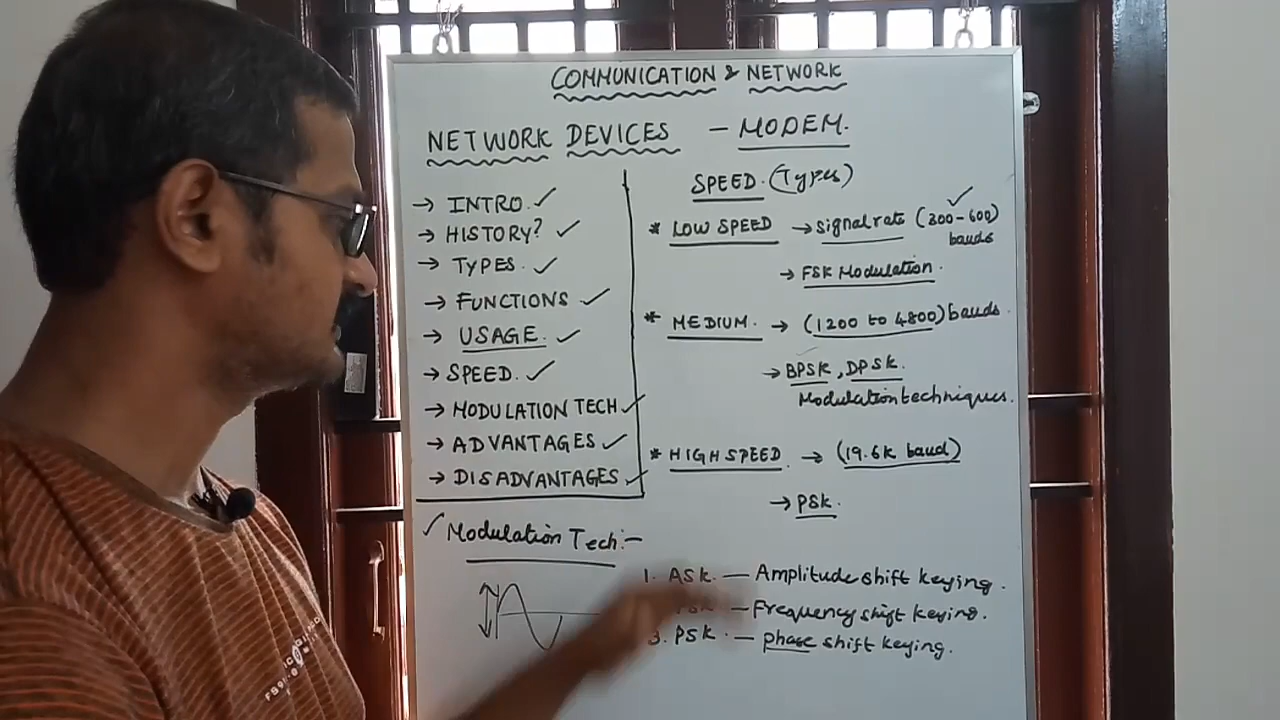 COMMUNICATION & NETWORK
NETWORK DEVICES - MODEM.
→ INTRO. ✓
→ HISTORY? ✓
→ TYPES. ✓
→ FUNCTIONS ✓
→ USAGE. ✓
→ SPEED. ✓
→ MODULATION TECH ✓
→ ADVANTAGES ✓
→ DISADVANTAGES ✓
SPEED. (Types)
* LOW SPEED → signal rate (300-600) ✓
bauds
→ FSK Modulation.
* MEDIUM. → (1200 to 4800) bauds.
→ BPSK, DPSK.
Modulation techniques.
* HIGH SPEED. → (19.6k baud)
→ PSK.
✓ Modulation Tech:-
1. ASK. — Amplitude shift keying.
— Frequency shift keying.
3. PSK. — phase shift keying.